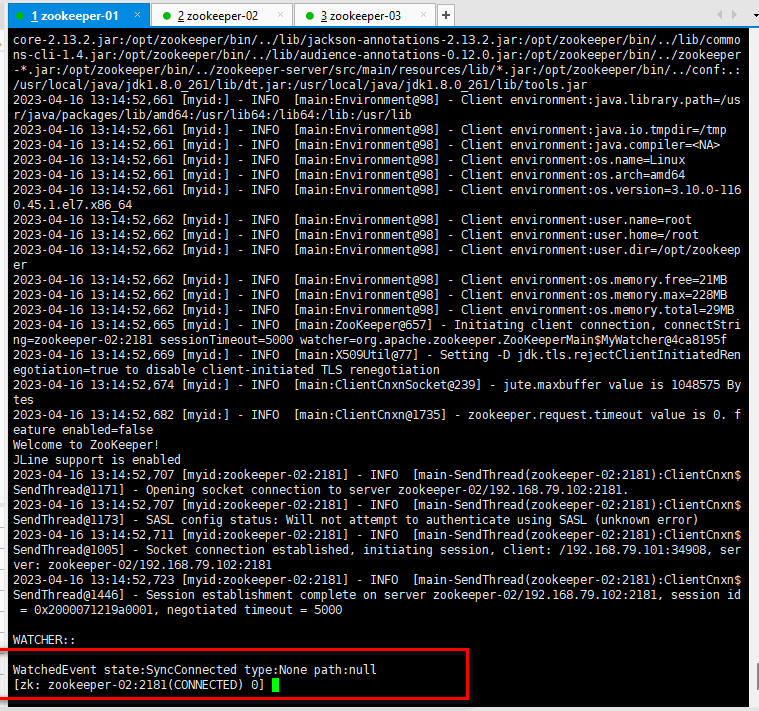 1 zookeeper-01 × 2 zookeeper-02 × 3 zookeeper-03 × +
core-2.13.2.jar:/opt/zookeeper/bin/../lib/jackson-annotations-2.13.2.jar:/opt/zookeeper/bin/../lib/commo
ns-cli-1.4.jar:/opt/zookeeper/bin/../lib/audience-annotations-0.12.0.jar:/opt/zookeeper/bin/../zookeeper
-*.jar:/opt/zookeeper/bin/../zookeeper-server/src/main/resources/lib/*.jar:/opt/zookeeper/bin/../conf:.:
/usr/local/java/jdk1.8.0_261/lib/dt.jar:/usr/local/java/jdk1.8.0_261/lib/tools.jar
2023-04-16 13:14:52,661 [myid:] - INFO  [main:Environment@98] - Client environment:java.library.path=/us
r/java/packages/lib/amd64:/usr/lib64:/lib64:/lib:/usr/lib
2023-04-16 13:14:52,661 [myid:] - INFO  [main:Environment@98] - Client environment:java.io.tmpdir=/tmp
2023-04-16 13:14:52,661 [myid:] - INFO  [main:Environment@98] - Client environment:java.compiler=<NA>
2023-04-16 13:14:52,661 [myid:] - INFO  [main:Environment@98] - Client environment:os.name=Linux
2023-04-16 13:14:52,661 [myid:] - INFO  [main:Environment@98] - Client environment:os.arch=amd64
2023-04-16 13:14:52,661 [myid:] - INFO  [main:Environment@98] - Client environment:os.version=3.10.0-116
0.45.1.el7.x86_64
2023-04-16 13:14:52,662 [myid:] - INFO  [main:Environment@98] - Client environment:user.name=root
2023-04-16 13:14:52,662 [myid:] - INFO  [main:Environment@98] - Client environment:user.home=/root
2023-04-16 13:14:52,662 [myid:] - INFO  [main:Environment@98] - Client environment:user.dir=/opt/zookeep
er
2023-04-16 13:14:52,662 [myid:] - INFO  [main:Environment@98] - Client environment:os.memory.free=21MB
2023-04-16 13:14:52,662 [myid:] - INFO  [main:Environment@98] - Client environment:os.memory.max=228MB
2023-04-16 13:14:52,662 [myid:] - INFO  [main:Environment@98] - Client environment:os.memory.total=29MB
2023-04-16 13:14:52,665 [myid:] - INFO  [main:ZooKeeper@657] - Initiating client connection, connectStri
ng=zookeeper-02:2181 sessionTimeout=5000 watcher=org.apache.zookeeper.ZooKeeperMain$MyWatcher@4ca8195f
2023-04-16 13:14:52,669 [myid:] - INFO  [main:X509Util@77] - Setting -D jdk.tls.rejectClientInitiatedRen
egotiation=true to disable client-initiated TLS renegotiation
2023-04-16 13:14:52,674 [myid:] - INFO  [main:ClientCnxnSocket@239] - jute.maxbuffer value is 1048575 By
tes
2023-04-16 13:14:52,682 [myid:] - INFO  [main:ClientCnxn@1735] - zookeeper.request.timeout value is 0. f
eature enabled=false
Welcome to ZooKeeper!
JLine support is enabled
2023-04-16 13:14:52,707 [myid:zookeeper-02:2181] - INFO  [main-SendThread(zookeeper-02:2181):ClientCnxn$
SendThread@1171] - Opening socket connection to server zookeeper-02/192.168.79.102:2181.
2023-04-16 13:14:52,707 [myid:zookeeper-02:2181] - INFO  [main-SendThread(zookeeper-02:2181):ClientCnxn$
SendThread@1173] - SASL config status: Will not attempt to authenticate using SASL (unknown error)
2023-04-16 13:14:52,711 [myid:zookeeper-02:2181] - INFO  [main-SendThread(zookeeper-02:2181):ClientCnxn$
SendThread@1005] - Socket connection established, initiating session, client: /192.168.79.101:34908, ser
ver: zookeeper-02/192.168.79.102:2181
2023-04-16 13:14:52,723 [myid:zookeeper-02:2181] - INFO  [main-SendThread(zookeeper-02:2181):ClientCnxn$
SendThread@1446] - Session establishment complete on server zookeeper-02/192.168.79.102:2181, session id
 = 0x2000071219a0001, negotiated timeout = 5000
WATCHER::
WatchedEvent state:SyncConnected type:None path:null
[zk: zookeeper-02:2181(CONNECTED) 0]